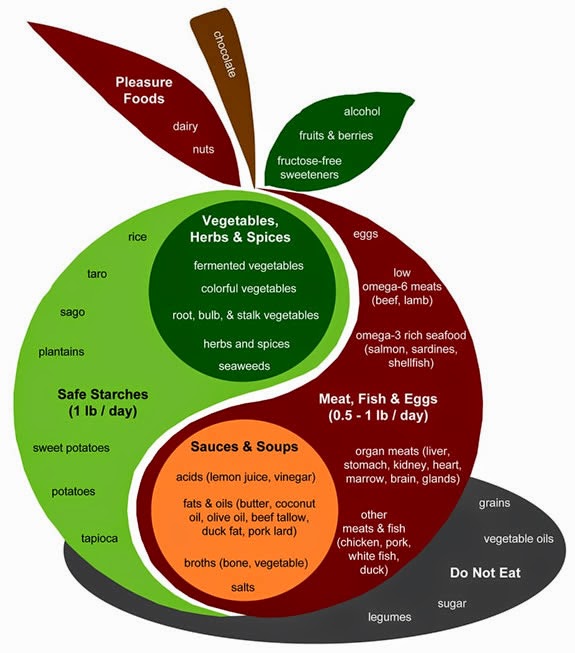 chocolate
Pleasure
Foods
dairy
nuts
alcohol
fruits & berries
fructose-free
sweeteners
Vegetables,
Herbs & Spices
fermented vegetables
colorful vegetables
root, bulb, & stalk vegetables
herbs and spices
seaweeds
rice
taro
sago
plantains
Safe Starches
(1 lb / day)
sweet potatoes
potatoes
tapioca
eggs
low
omega-6 meats
(beef, lamb)
omega-3 rich seafood
(salmon, sardines,
shellfish)
Meat, Fish & Eggs
(0.5 - 1 lb / day)
organ meats (liver,
stomach, kidney, heart,
marrow, brain, glands)
other
meats & fish
(chicken, pork,
white fish,
duck)
Sauces & Soups
acids (lemon juice, vinegar)
fats & oils (butter, coconut
oil, olive oil, beef tallow,
duck fat, pork lard)
broths (bone, vegetable)
salts
grains
vegetable oils
Do Not Eat
sugar
legumes